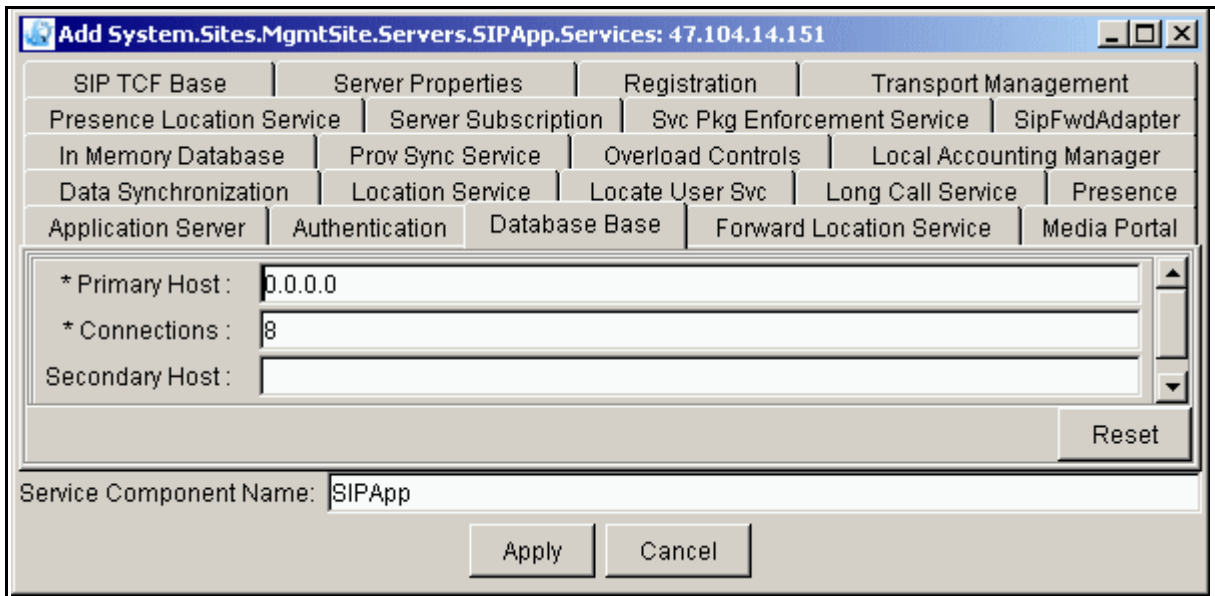 Add System.Sites.MgmtSite.Servers.SIPApp.Services: 47.104.14.151
SIP TCF Base Server Properties Registration Transport Management
Presence Location Service Server Subscription Svc Pkg Enforcement Service SipFwdAdapter
In Memory Database Prov Sync Service Overload Controls Local Accounting Manager
Data Synchronization Location Service Locate User Svc Long Call Service Presence
Application Server Authentication Database Base Forward Location Service Media Portal
* Primary Host : 0.0.0.0
* Connections : 8
Secondary Host :
Reset
Service Component Name: SIPApp
Apply Cancel